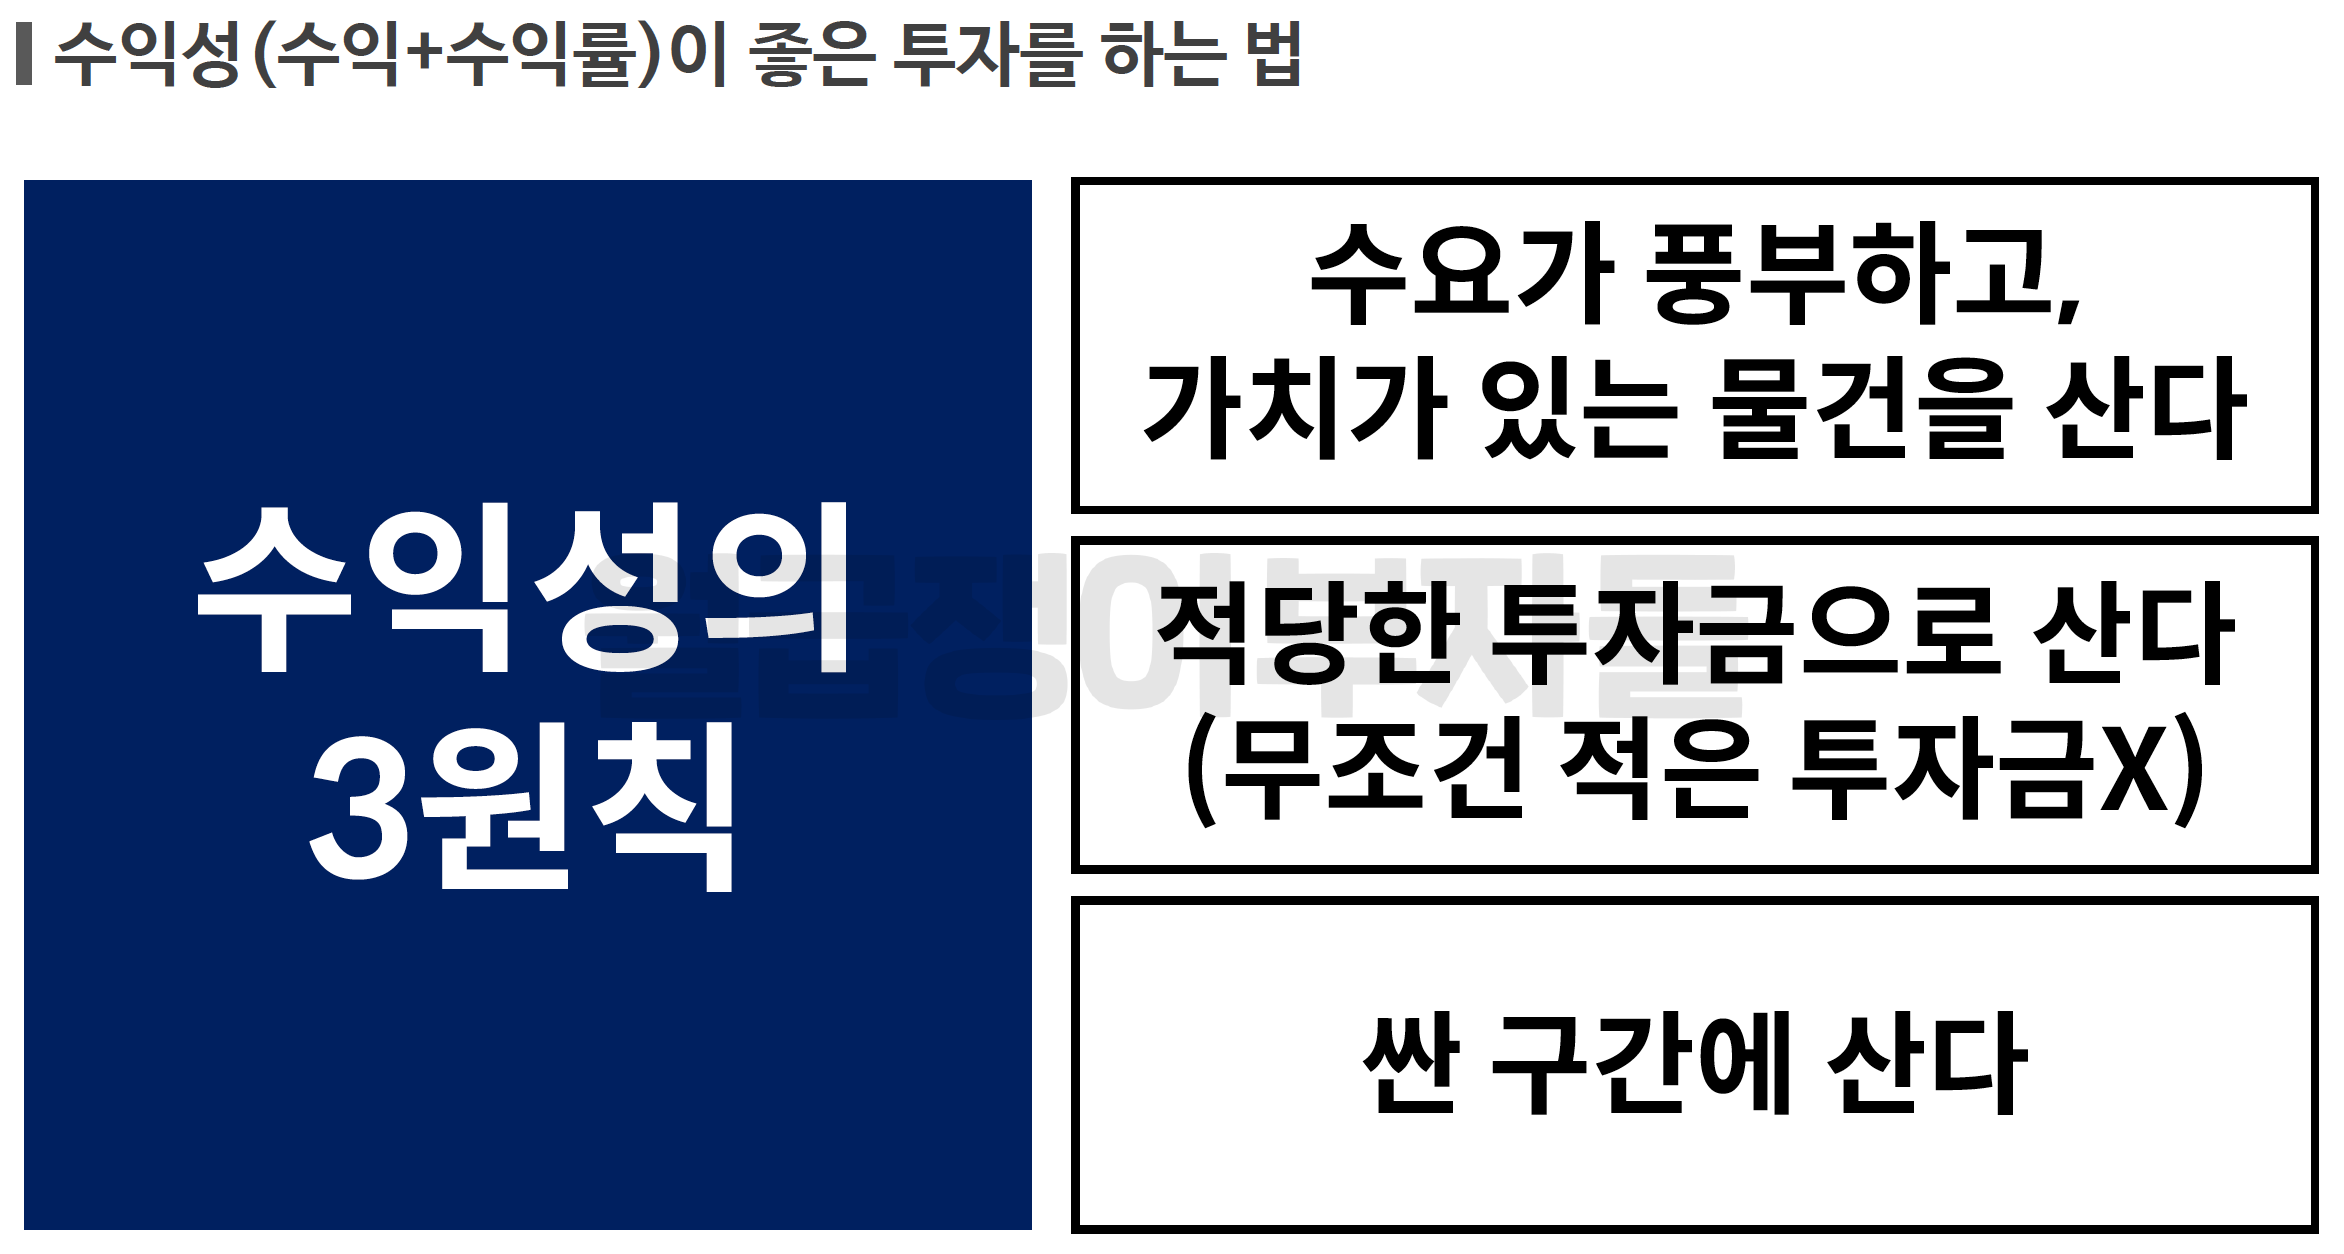 수익성(수익+수익률)이 좋은 투자를 하는 법
수익성의
3원칙
수요가 풍부하고,
가치가 있는 물건을 산다
적당한 투자금으로 산다
(무조건 적은 투자금X)
싼 구간에 산다
월급쟁이부자들